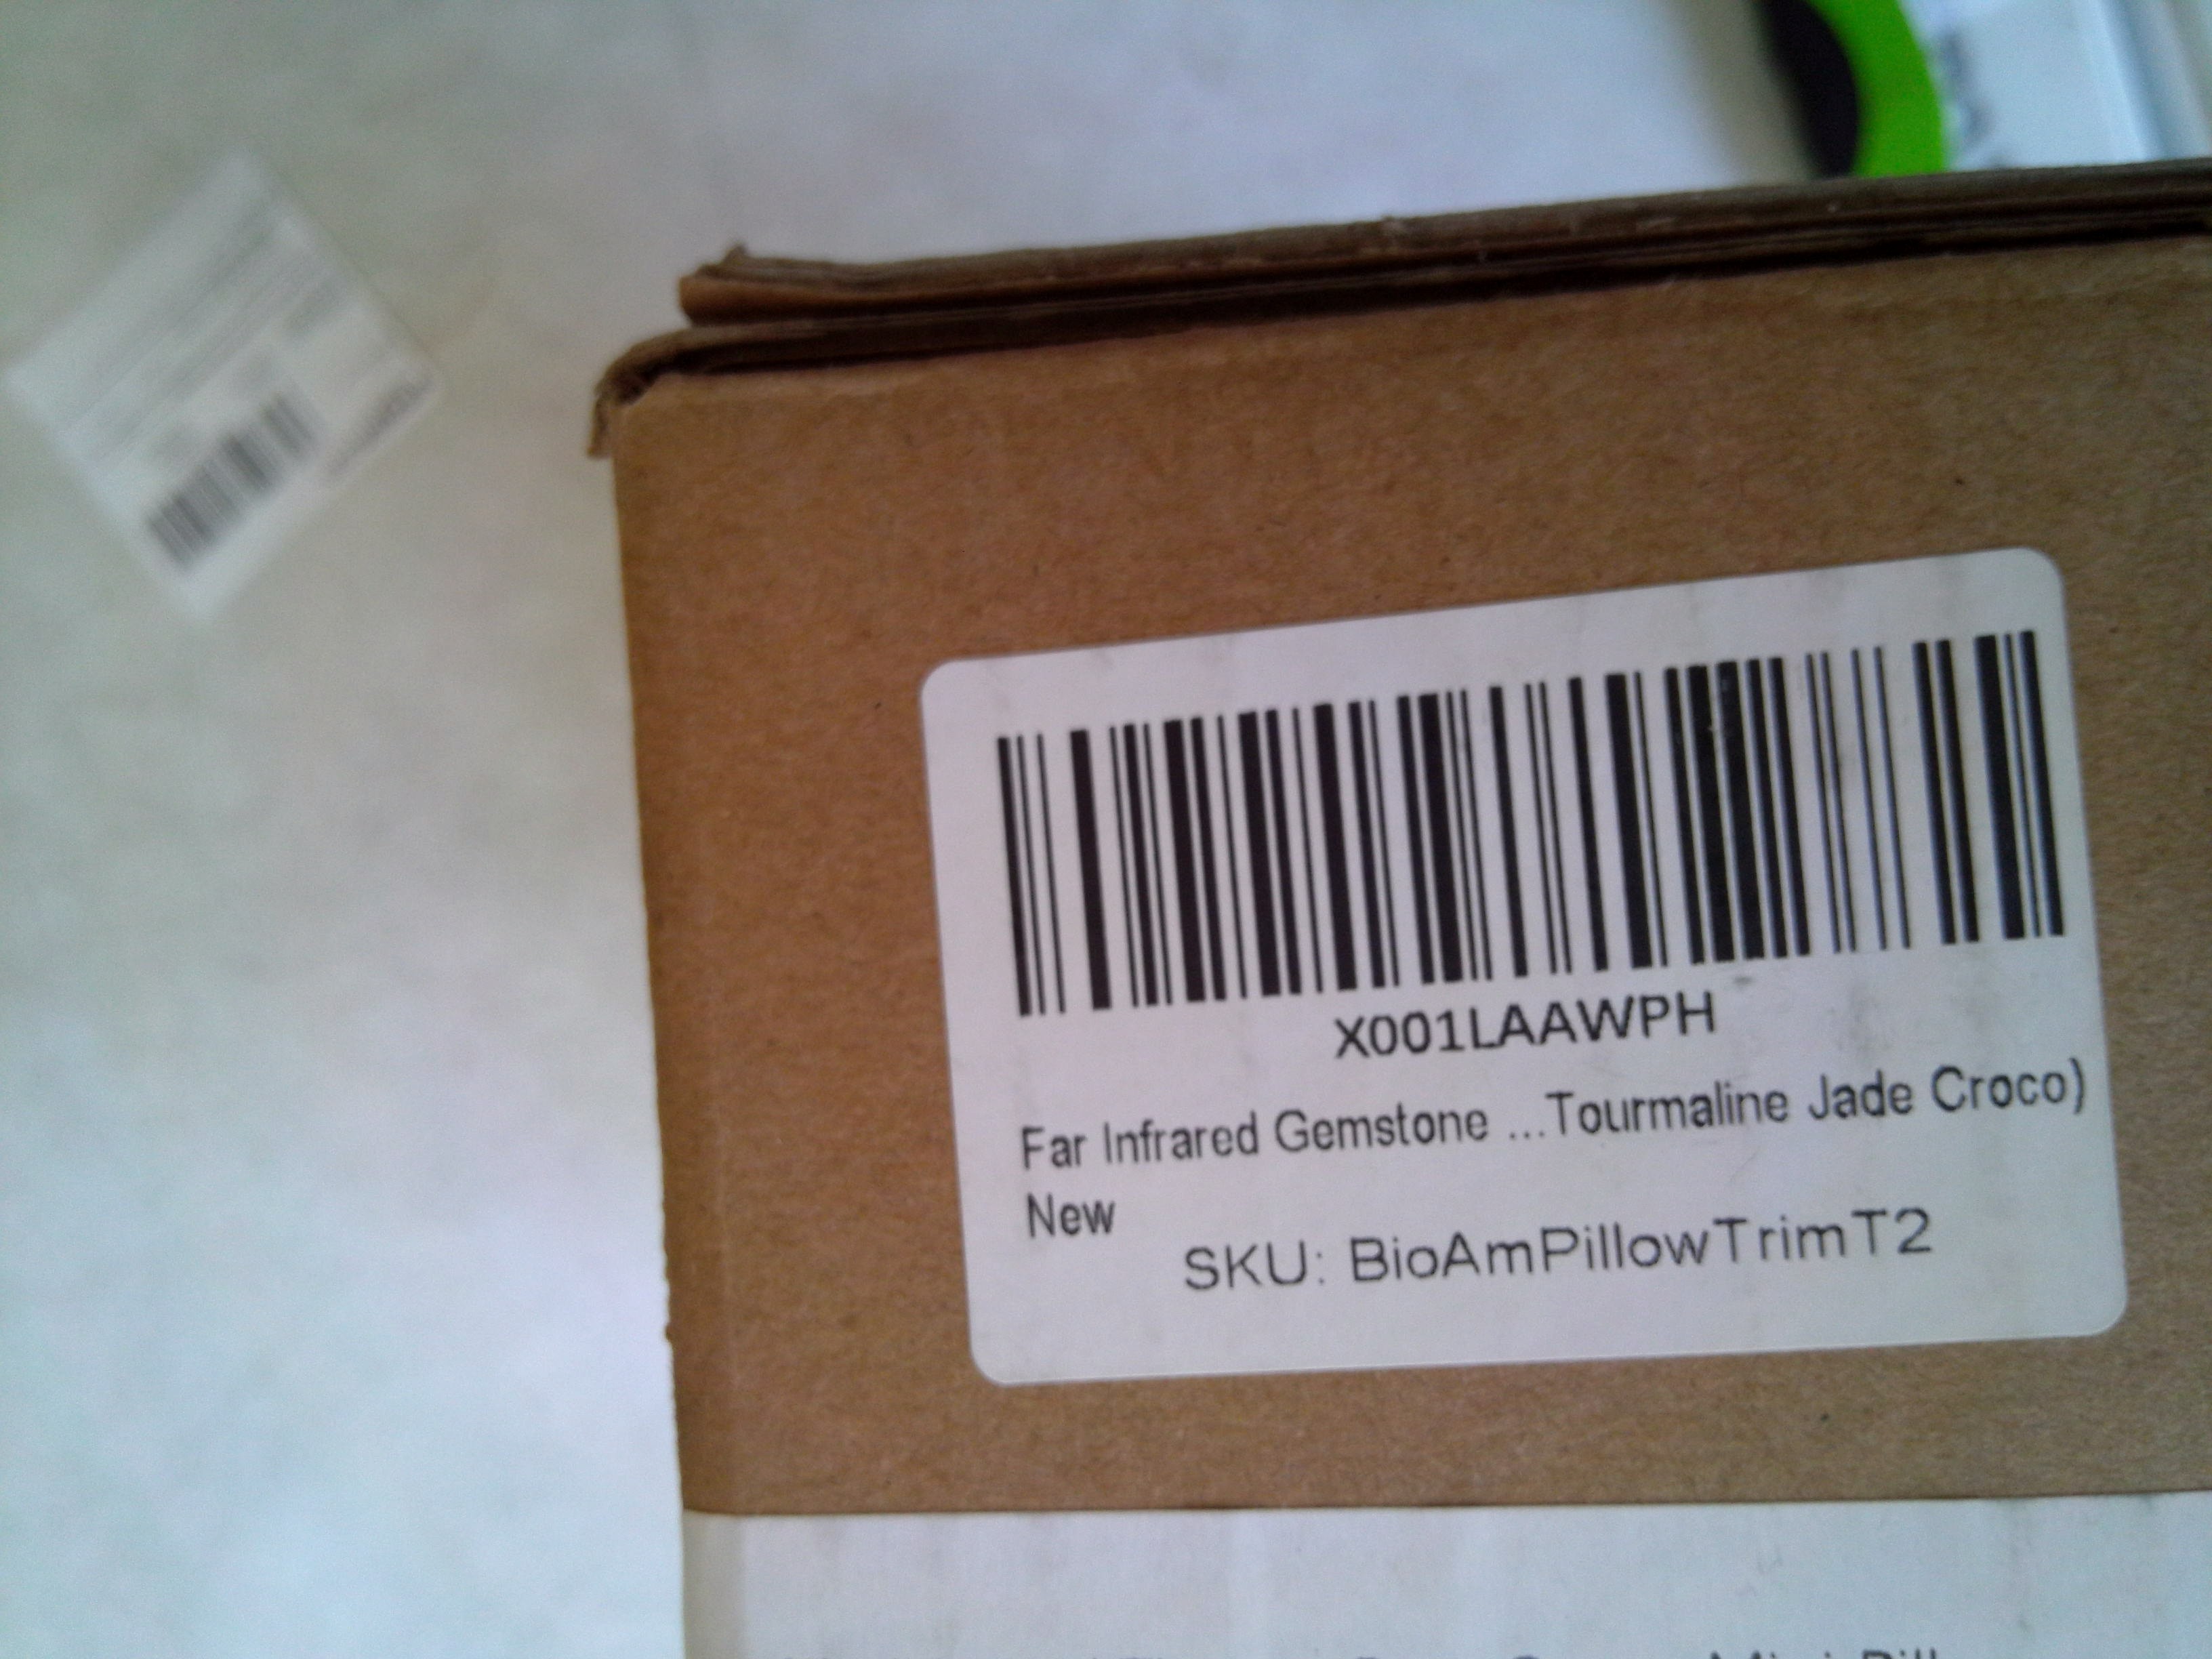 X001LAAWPH
Far Infrared Gemstone ...Tourmaline Jade Croco)
New
SKU: BioAmPillowTrimT2